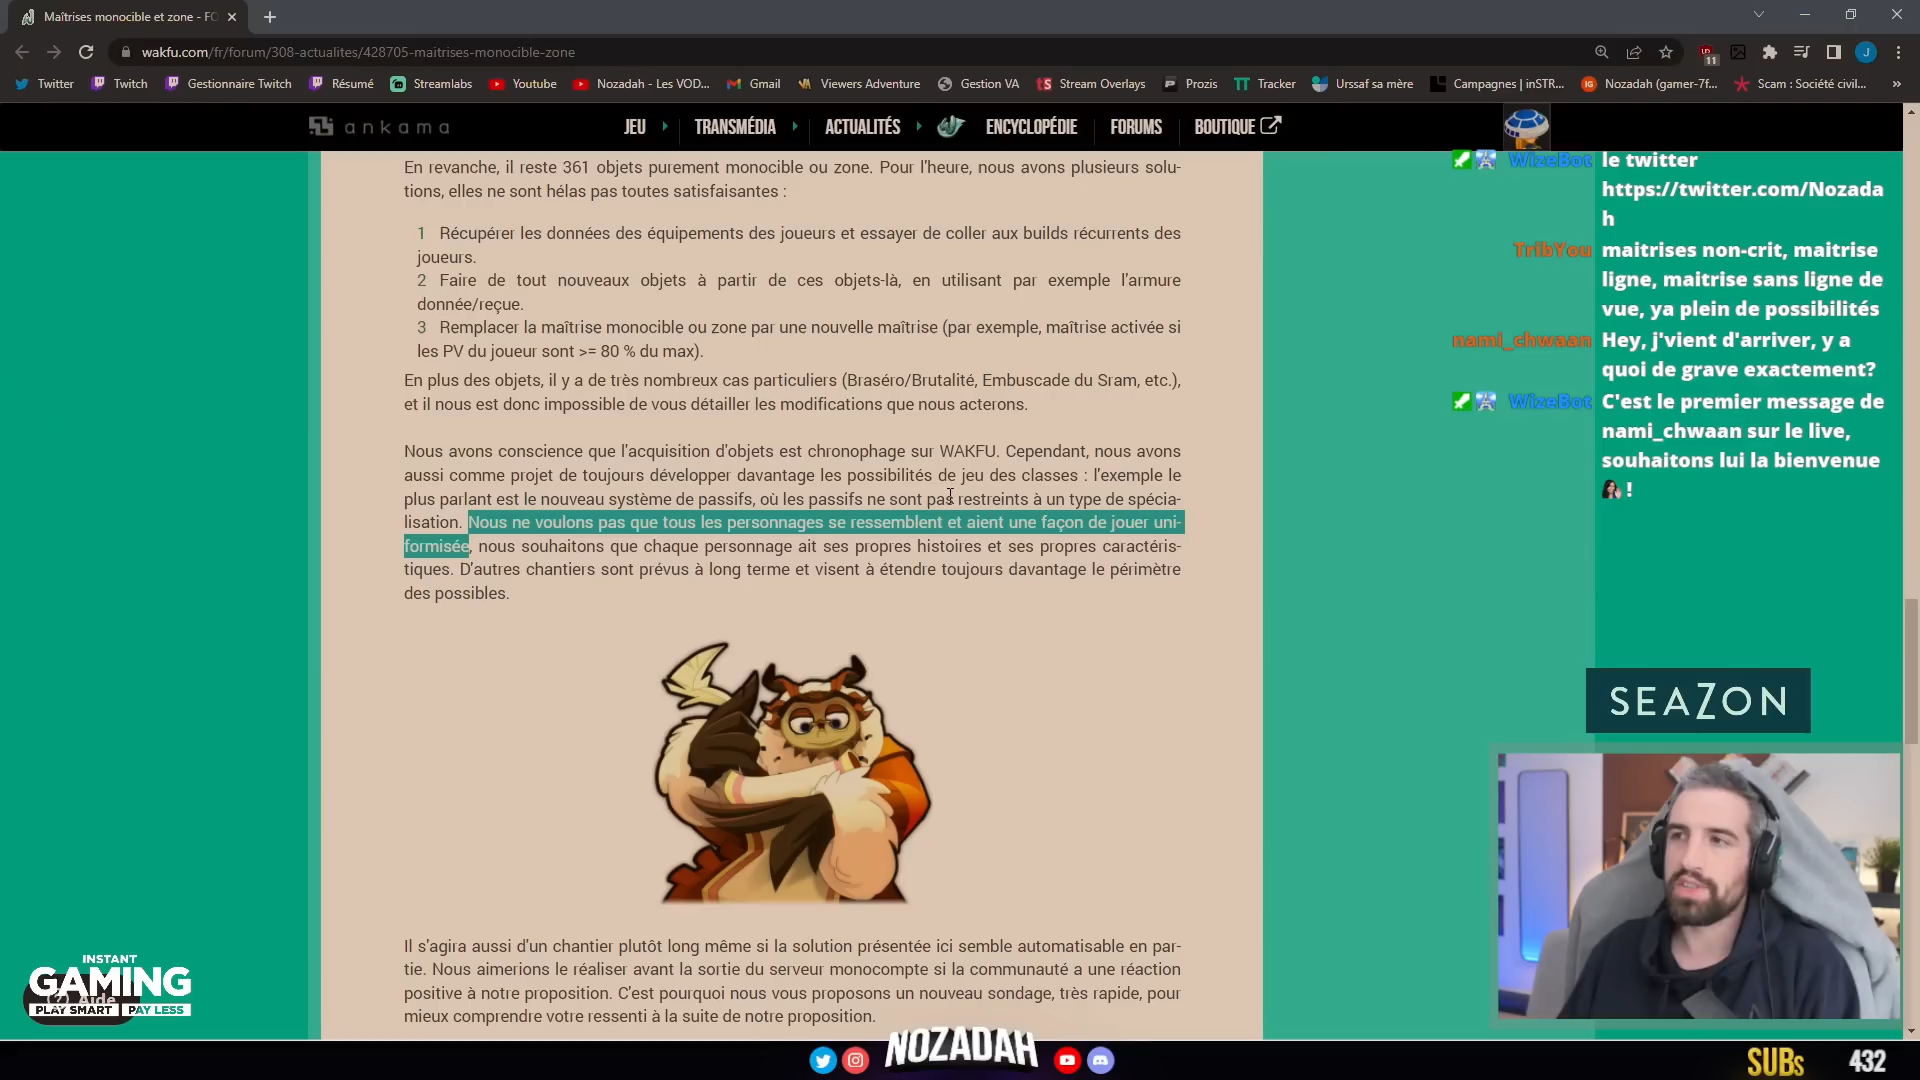 Maîtrises monocible et zone - FO
wakfu.com/fr/forum/308-actualites/428705-maitrises-monocible-zone
11
J
Twitter
Twitch
Gestionnaire Twitch
Résumé
Streamlabs
Youtube
Nozadah - Les VOD...
Gmail
Viewers Adventure
Gestion VA
Stream Overlays
Prozis
Tracker
Urssaf sa mère
Campagnes | inSTR...
Nozadah (gamer-7f...
Scam : Société civil...
ankama
JEU
TRANSMÉDIA
ACTUALITÉS
ENCYCLOPÉDIE
FORUMS
BOUTIQUE
En revanche, il reste 361 objets purement monocible ou zone. Pour l'heure, nous avons plusieurs solu-
tions, elles ne sont hélas pas toutes satisfaisantes :
1 Récupérer les données des équipements des joueurs et essayer de coller aux builds récurrents des
joueurs.
2 Faire de tout nouveaux objets à partir de ces objets-là, en utilisant par exemple l'armure
donnée/reçue.
3 Remplacer la maîtrise monocible ou zone par une nouvelle maîtrise (par exemple, maîtrise activée si
les PV du joueur sont >= 80 % du max).
En plus des objets, il y a de très nombreux cas particuliers (Braséro/Brutalité, Embuscade du Sram, etc.),
et il nous est donc impossible de vous détailler les modifications que nous acterons.
Nous avons conscience que l'acquisition d'objets est chronophage sur WAKFU. Cependant, nous avons
aussi comme projet de toujours développer davantage les possibilités de jeu des classes : l'exemple le
plus parlant est le nouveau système de passifs, où les passifs ne sont pas restreints à un type de spécia-
lisation. Nous ne voulons pas que tous les personnages se ressemblent et aient une façon de jouer uni-
formisée, nous souhaitons que chaque personnage ait ses propres histoires et ses propres caractéris-
tiques. D'autres chantiers sont prévus à long terme et visent à étendre toujours davantage le périmètre
des possibles.
Il s'agira aussi d'un chantier plutôt long même si la solution présentée ici semble automatisable en par-
tie. Nous aimerions le réaliser avant la sortie du serveur monocompte si la communauté a une réaction
positive à notre proposition. C'est pourquoi nous vous proposons un nouveau sondage, très rapide, pour
mieux comprendre votre ressenti à la suite de notre proposition.
WizeBot le twitter
https://twitter.com/Nozada
h
TribYou maitrises non-crit, maitrise
ligne, maitrise sans ligne de
vue, ya plein de possibilités
nami_chwaan Hey, j'vient d'arriver, y a
quoi de grave exactement?
WizeBot C'est le premier message de
nami_chwaan sur le live,
souhaitons lui la bienvenue
!
SEAZON
INSTANT
GAMING
Aide
PLAY SMART PAY LESS
NOZADAH
SUBs 432